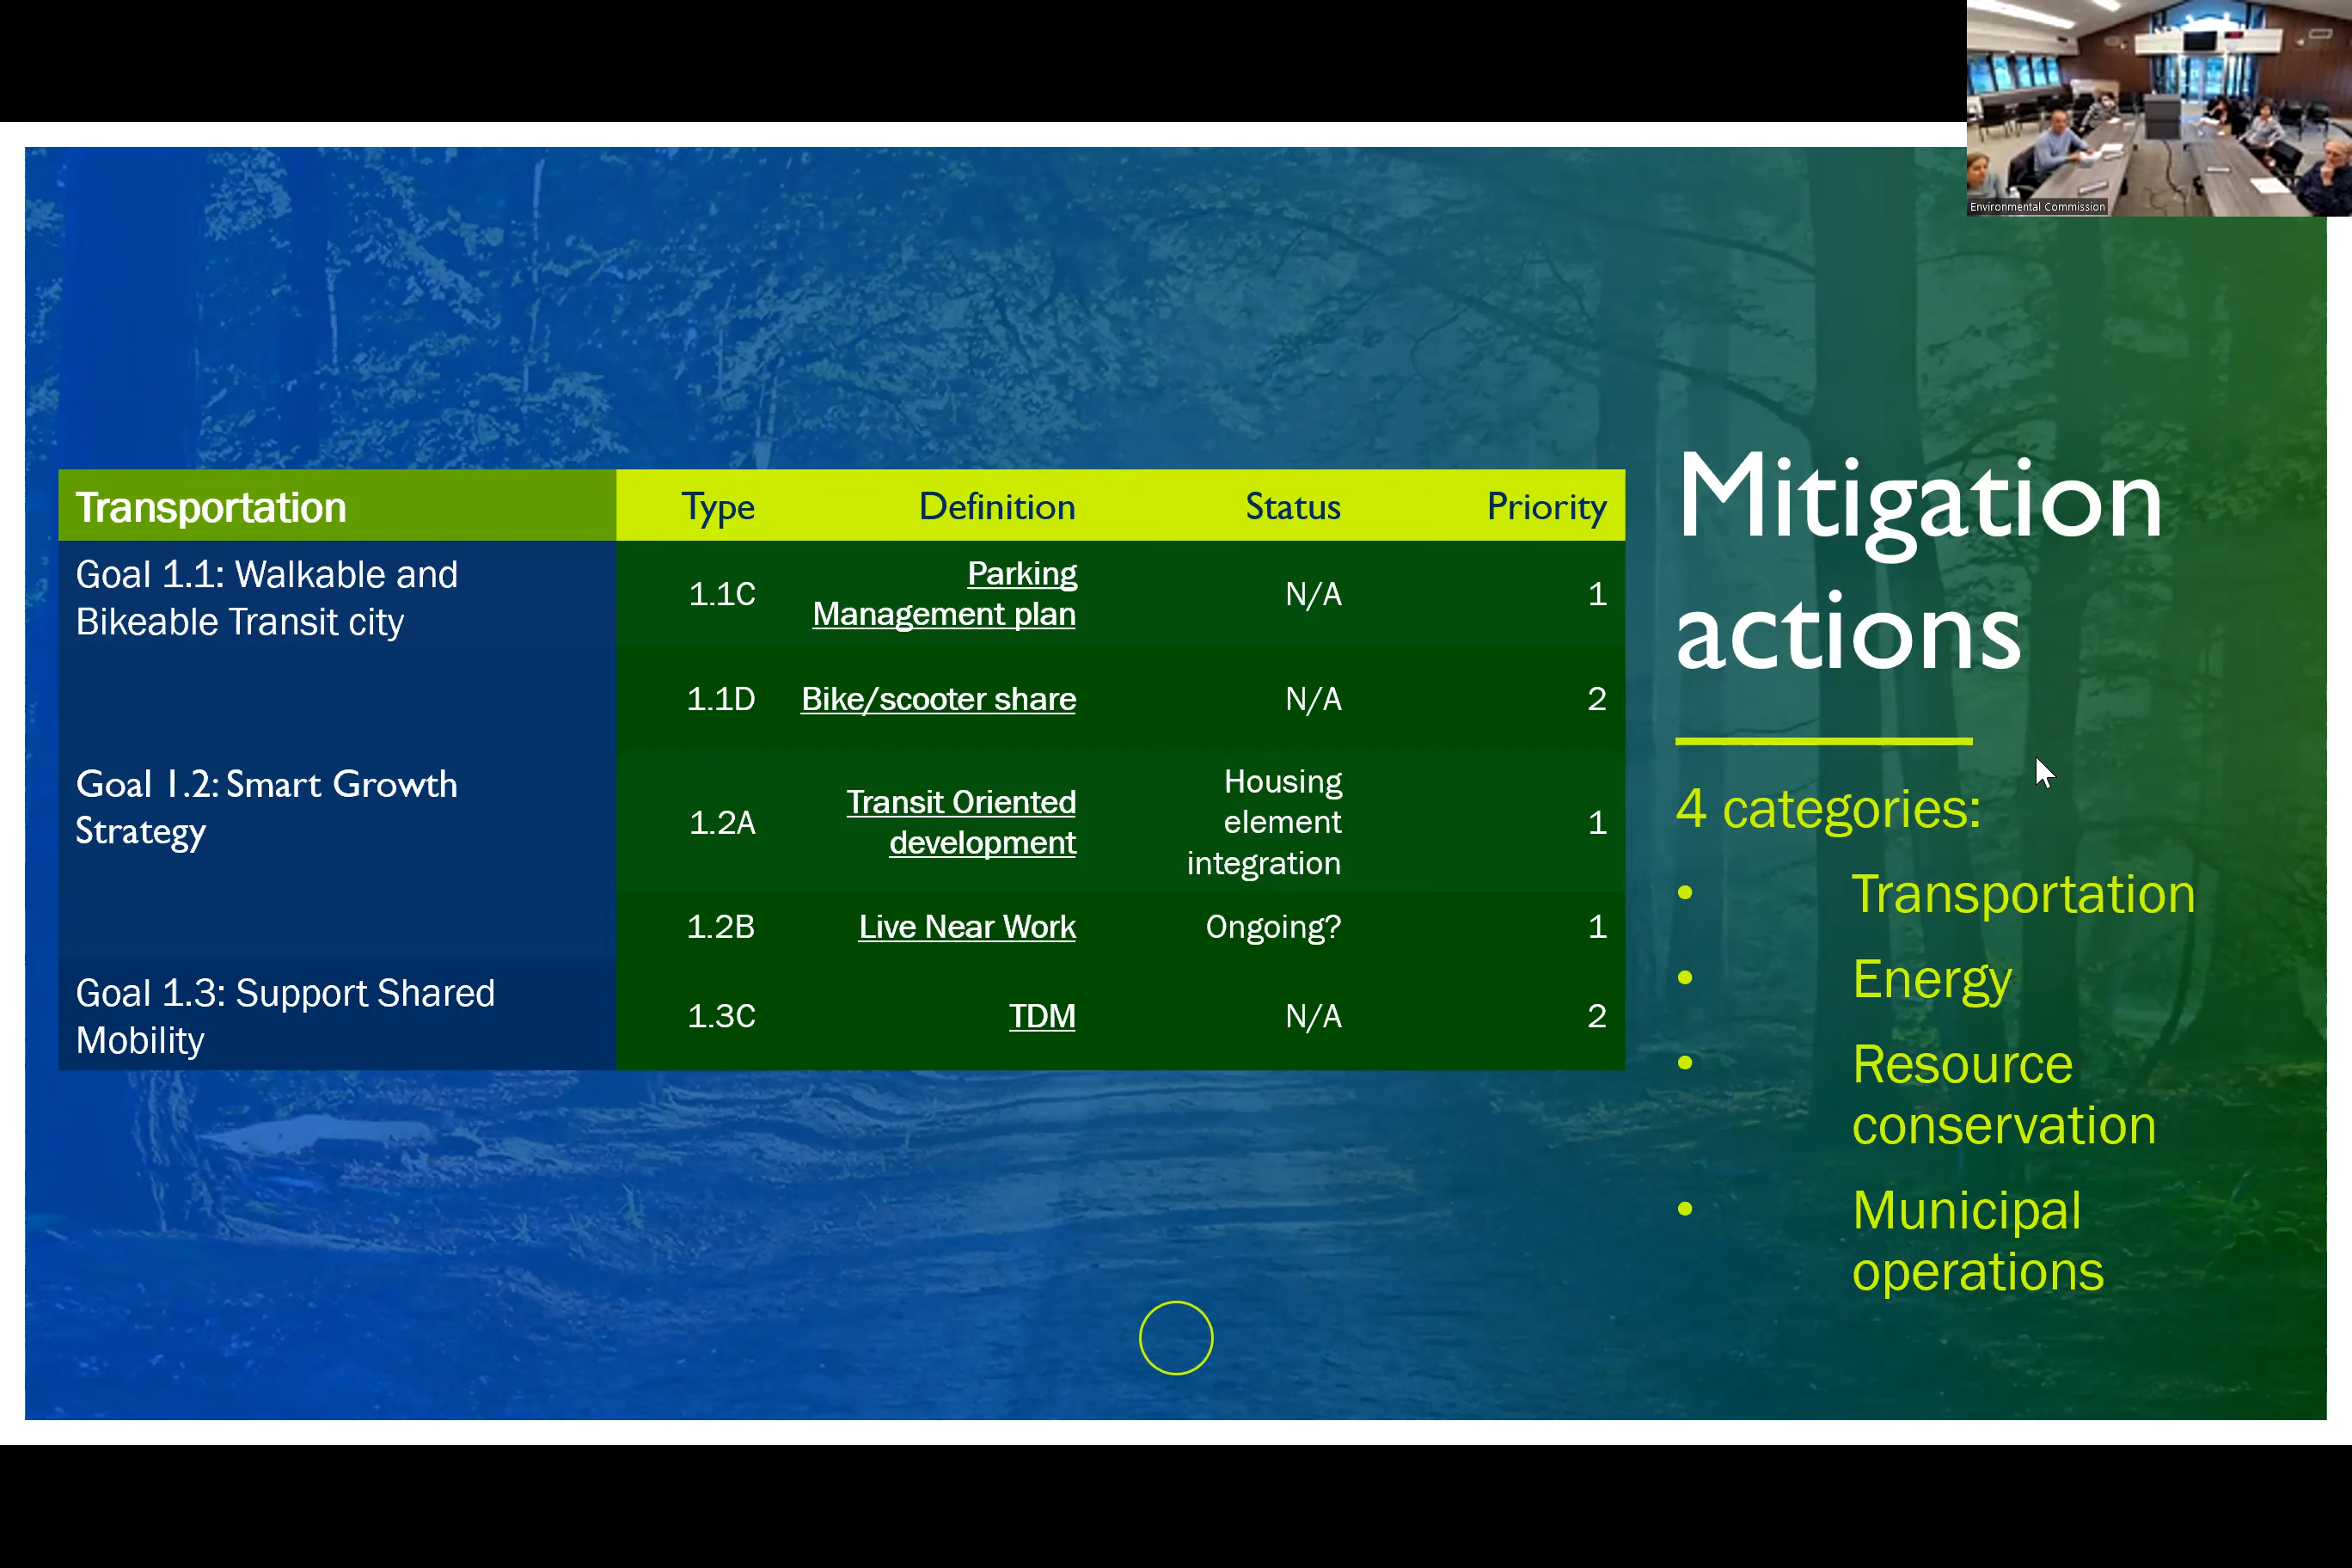 Environmental Commission
Transportation Type Definition Status Priority
Goal 1.1: Walkable and
Bikeable Transit city
1.1C Parking
Management plan N/A 1
1.1D Bike/scooter share N/A 2
Goal 1.2: Smart Growth
Strategy
1.2A Transit Oriented
development
Housing
element
integration
1
1.2B Live Near Work Ongoing? 1
Goal 1.3: Support Shared
Mobility
1.3C TDM N/A 2
Mitigation
actions
4 categories:
• Transportation
• Energy
• Resource
conservation
• Municipal
operations